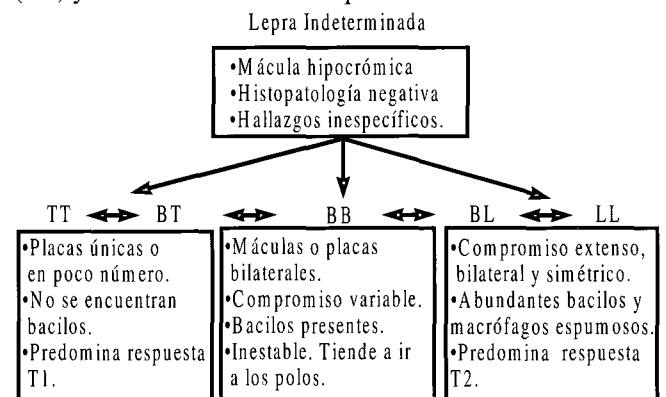 Lepra Indeterminada
•Mácula hipocrómica
•Histopatología negativa
•Hallazgos inespecíficos.
TT BT BB BL LL
•Placas únicas o
en poco número.
•No se encuentran
bacilos.
•Predomina respuesta
T1.
•Máculas o placas
bilaterales.
•Compromiso variable.
•Bacilos presentes.
•Inestable. Tiende a ir
a los polos.
•Compromiso extenso,
bilateral y simétrico.
•Abundantes bacilos y
macrófagos espumosos.
•Predomina respuesta
T2.